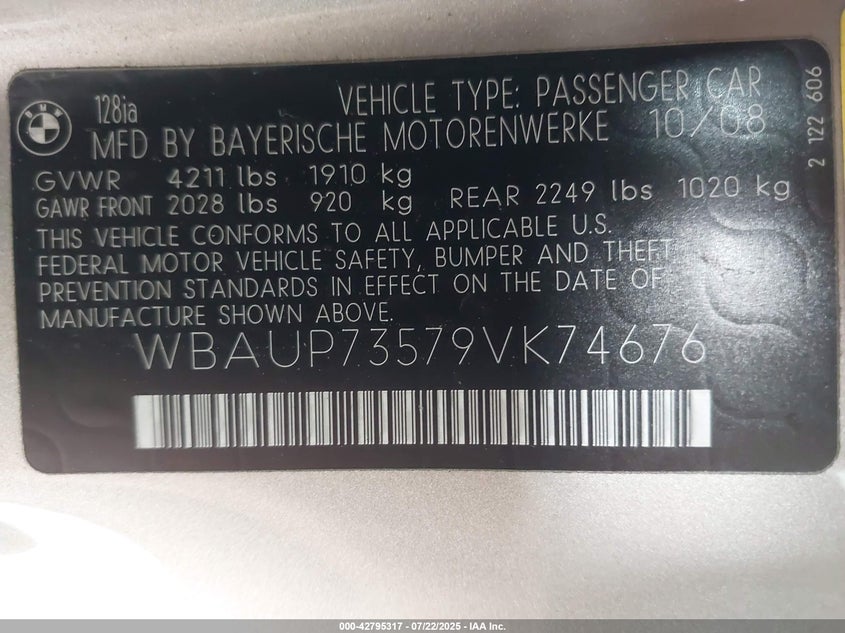 BMW
128ia
VEHICLE TYPE: PASSENGER CAR
MFD BY BAYERISCHE MOTORENWERKE 10/08
GVWR 4211 lbs 1910 kg
GAWR FRONT 2028 lbs 920 kg REAR 2249 lbs 1020 kg
THIS VEHICLE CONFORMS TO ALL APPLICABLE U.S.
FEDERAL MOTOR VEHICLE SAFETY, BUMPER AND THEFT
PREVENTION STANDARDS IN EFFECT ON THE DATE OF
MANUFACTURE SHOWN ABOVE.
WBAUP73579VK74676
2 122 606
000-42795317 - 07/22/2025 - IAA Inc.